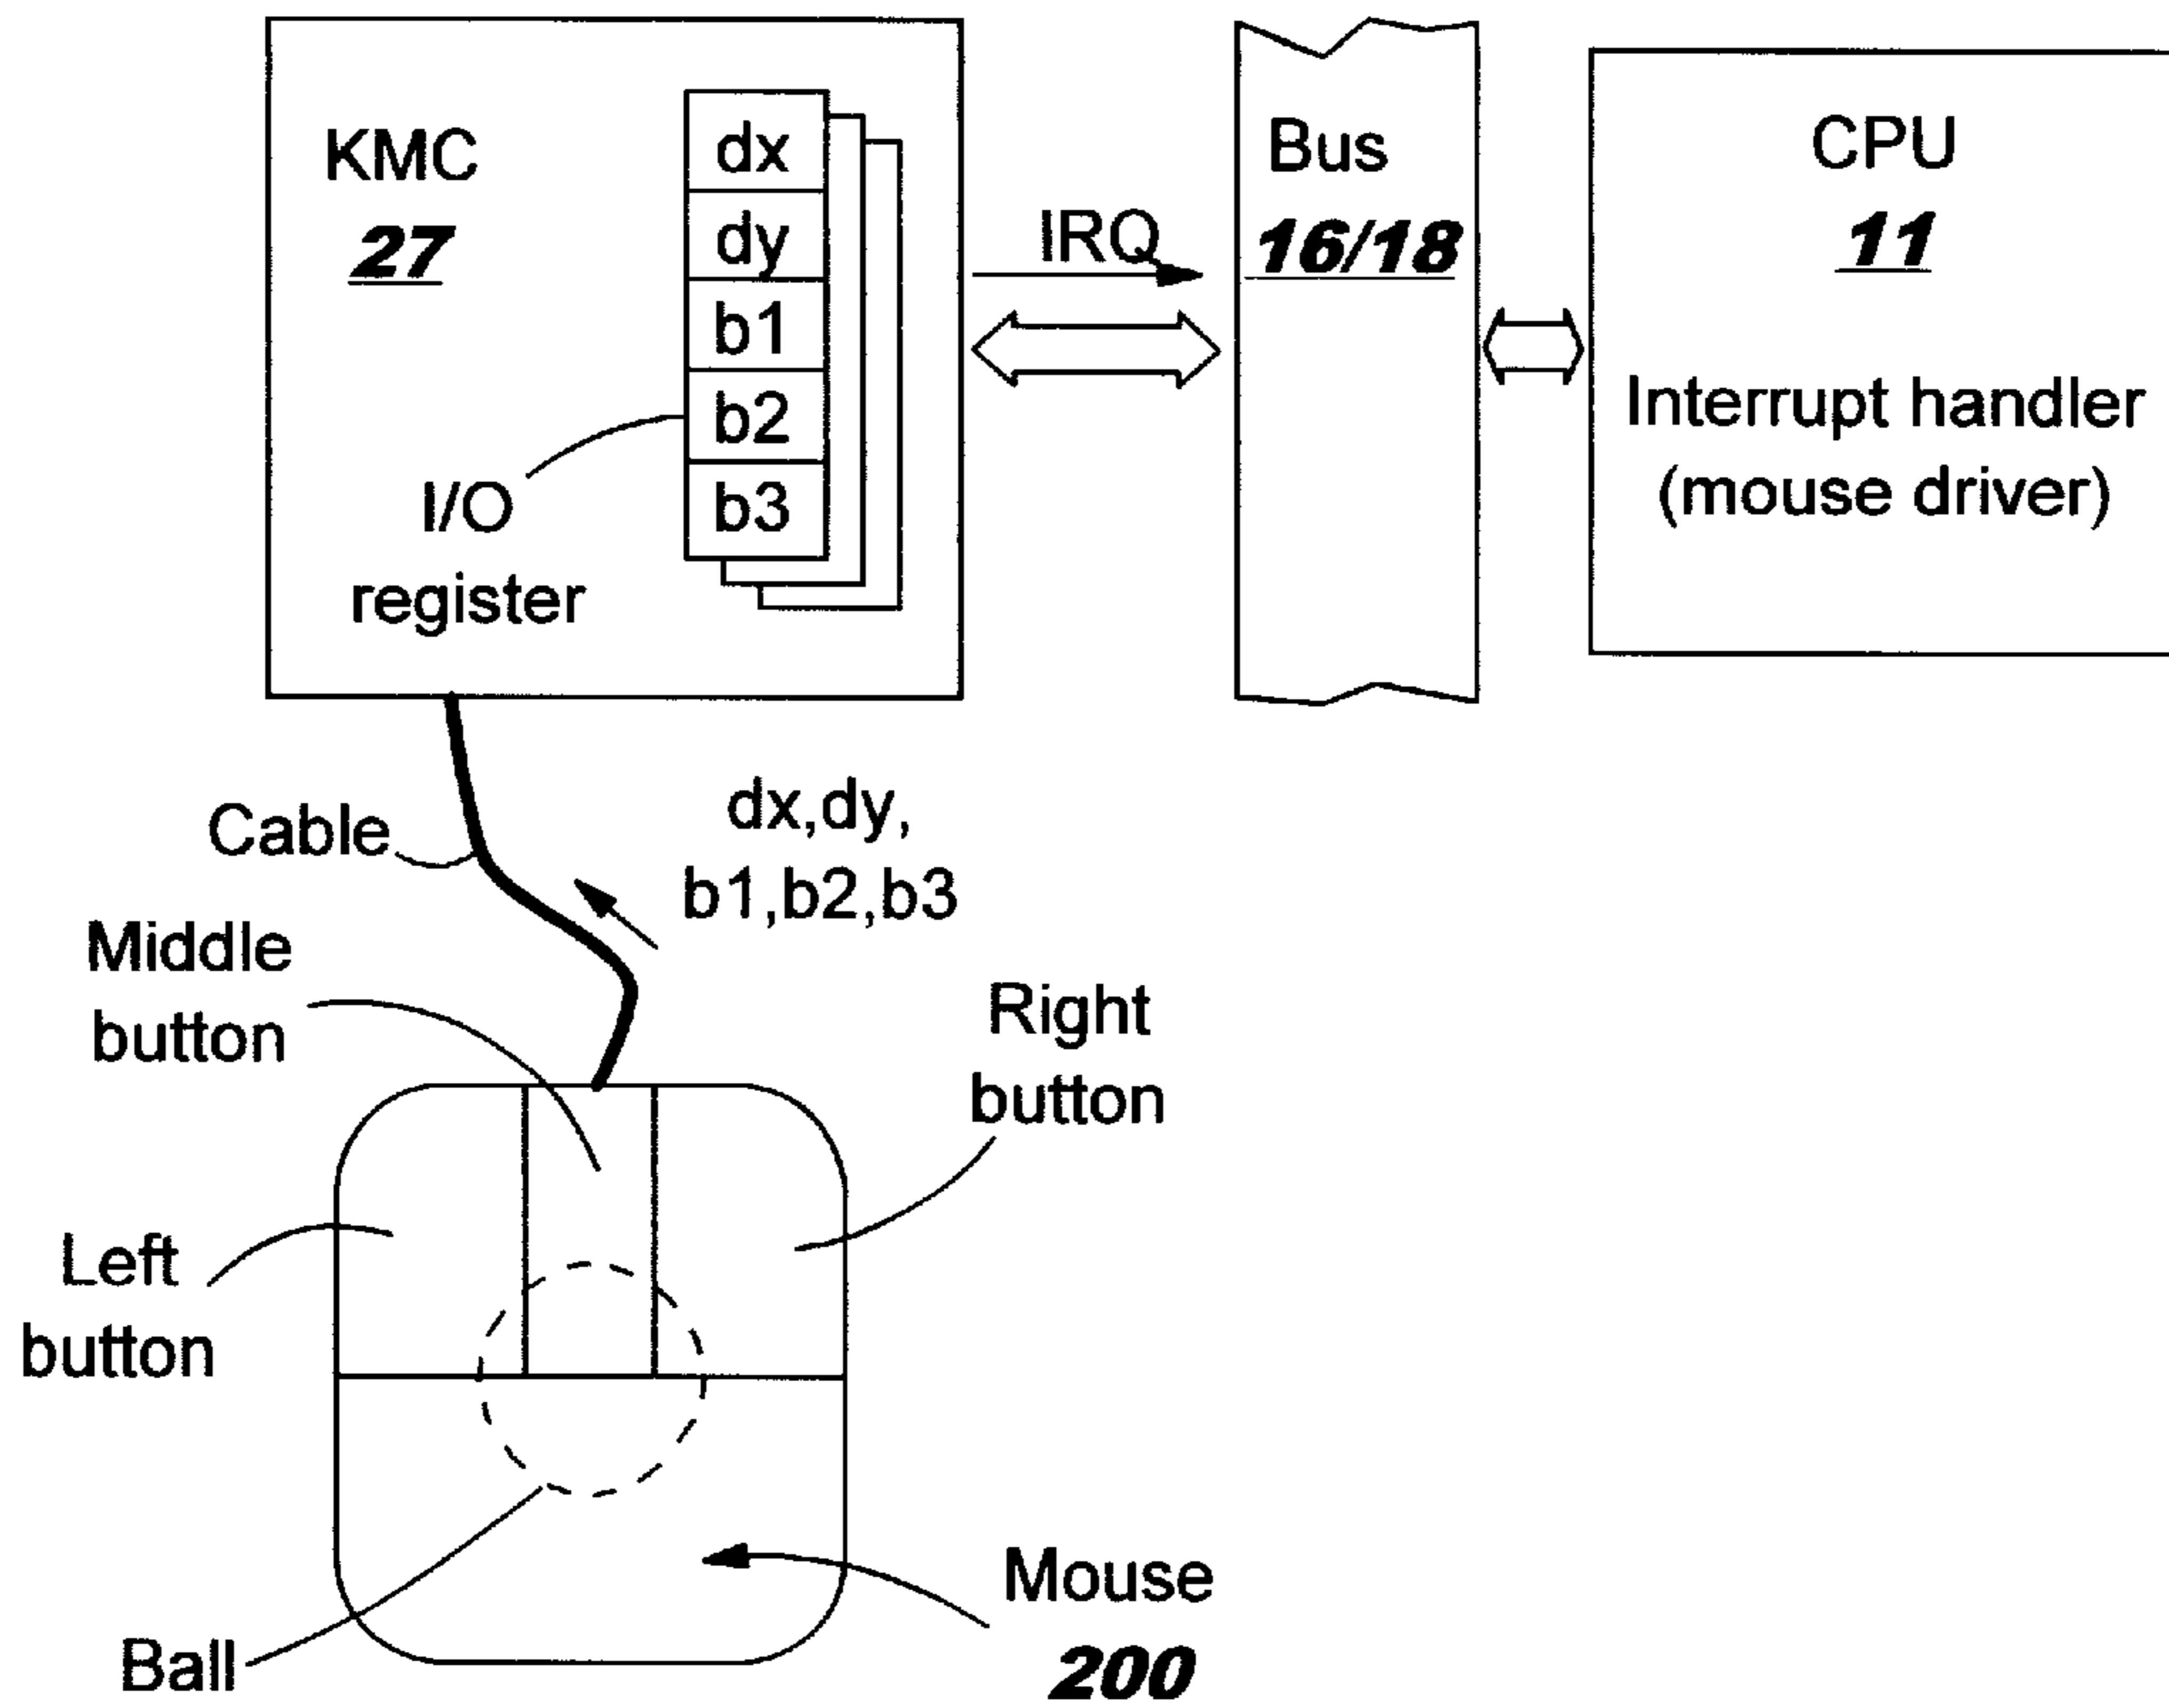 KMC
27
dx
dy
b1
b2
b3
I/O
register
IRQ
Bus
16/18
CPU
11
Interrupt handler
(mouse driver)
Cable
dx,dy,
b1,b2,b3
Middle
button
Right
button
Left
button
Ball
Mouse
200